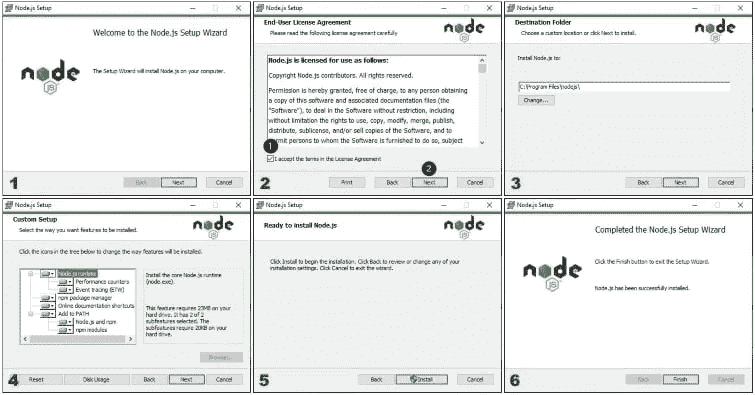 Node.js Setup
Welcome to the Node.js Setup Wizard
The Setup Wizard will install Node.js on your computer.
node
JS
Back Next Cancel
1
Node.js Setup
End-User License Agreement
Please read the following license agreement carefully
node
JS
Node.js is licensed for use as follows:
Copyright Node.js contributors. All rights reserved.
Permission is hereby granted, free of charge, to any person obtaining
a copy of this software and associated documentation files (the
"Software"), to deal in the Software without restriction, including
without limitation the rights to use, copy, modify, merge, publish,
distribute, sublicense, and/or sell copies of the Software, and to
permit persons to whom the Software is furnished to do so, subject
1
I accept the terms in the License Agreement
2
Print Back Next Cancel
2
Node.js Setup
Destination Folder
Choose a custom location or click Next to install.
node
JS
Install Node.js to:
C:\Program Files\nodejs\
Change...
Back Next Cancel
3
Node.js Setup
Custom Setup
Select the way you want features to be installed.
node
JS
Click the icons in the tree below to change the way features will be installed.
Node.js runtime
Performance counters
Event tracing (ETW)
npm package manager
Online documentation shortcuts
Add to PATH
Node.js and npm
npm modules
Install the core Node.js runtime
(node.exe).
This feature requires 23MB on your
hard drive. It has 2 of 2
subfeatures selected. The
subfeatures require 20KB on your
hard drive.
Browse...
4
Reset Disk Usage Back Next Cancel
Node.js Setup
Ready to install Node.js
node
JS
Click Install to begin the installation. Click Back to review or change any of your
installation settings. Click Cancel to exit the wizard.
5
Back Install Cancel
Node.js Setup
Completed the Node.js Setup Wizard
Click the Finish button to exit the Setup Wizard.
node
JS
Node.js has been successfully installed.
6
Back Finish Cancel